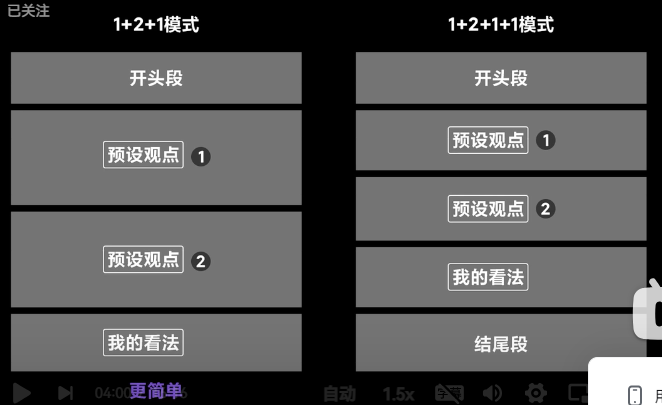 已关注
1+2+1模式
开头段
预设观点 1
预设观点 2
我的看法
更简单
1+2+1+1模式
开头段
预设观点 1
预设观点 2
我的看法
结尾段
04:00
自动
1.5x